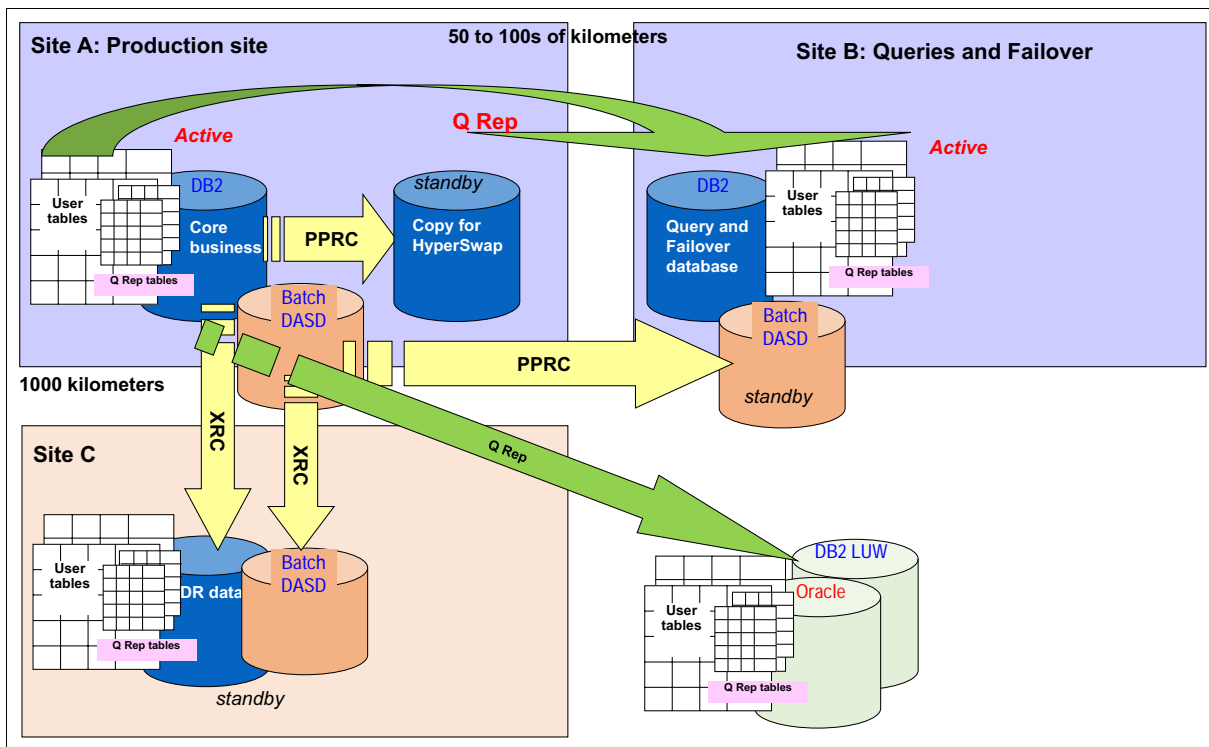 Site A: Production site
50 to 100s of kilometers
Site B: Queries and Failover
Active
Q Rep
Active
User
tables
Q Rep tables
DB2
Core
business
PPRC
standby
Copy for
HyperSwap
DB2
Query and
Failover
database
User
tables
Q Rep tables
Batch
DASD
PPRC
Batch
DASD
standby
1000 kilometers
XRC
XRC
Q Rep
Site C
User
tables
Q Rep tables
DR data
Batch
DASD
standby
DB2 LUW
Oracle
User
tables
Q Rep tables